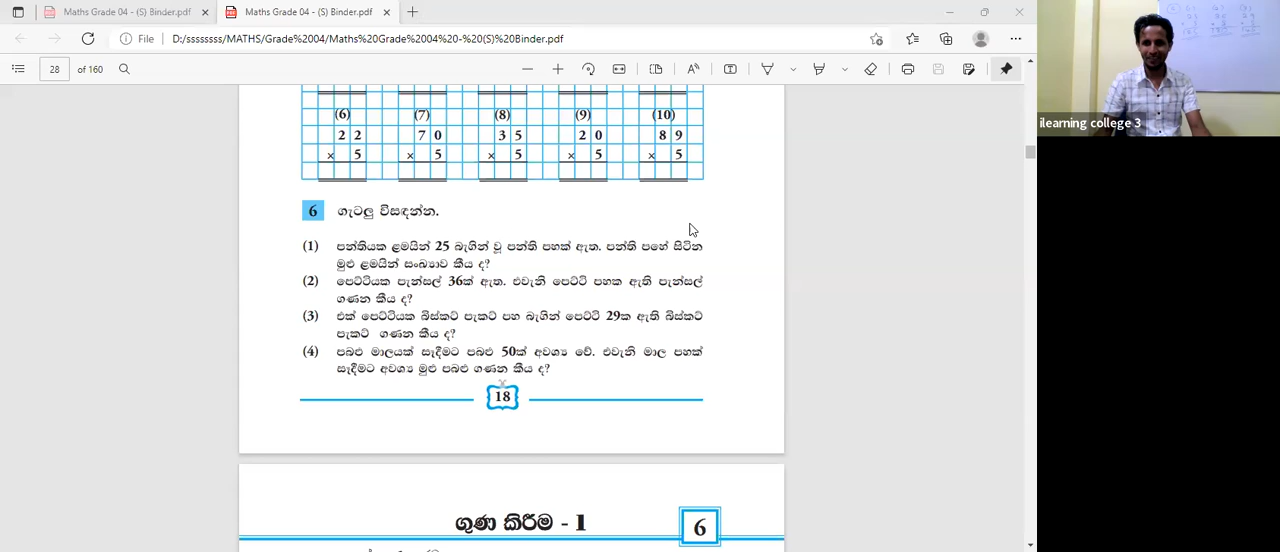 Maths Grade 04 - (S) Binder.pdf
Maths Grade 04 - (S) Binder.pdf
File
D:/ssssssss/MATHS/Grade%2004/Maths%20Grade%2004%20-%20(S)%20Binder.pdf
28 of 160
ilearning college 3
(6) (7) (8) (9) (10)
2 2 7 0 3 5 2 0 8 9
× 5 × 5 × 5 × 5 × 5
6 ගැටලු විසඳන්න.
(1) පන්තියක ළමයින් 25 බැගින් වූ පන්ති පහක් ඇත. පන්ති පහේ සිටින
මුළු ළමයින් සංඛ්‍යාව කීය ද?
(2) පෙට්ටියක පැන්සල් 36ක් ඇත. එවැනි පෙට්ටි පහක ඇති පැන්සල්
ගණන කීය ද?
(3) එක් පෙට්ටියක බිස්කට් පැකට් පහ බැගින් පෙට්ටි 29ක ඇති බිස්කට්
පැකට් ගණන කීය ද?
(4) පබළු මාලයක් සෑදීමට පබළු 50ක් අවශ්‍ය වේ. එවැනි මාල පහක්
සෑදීමට අවශ්‍ය මුළු පබළු ගණන කීය ද?
18
ගුණ කිරීම - 1
6